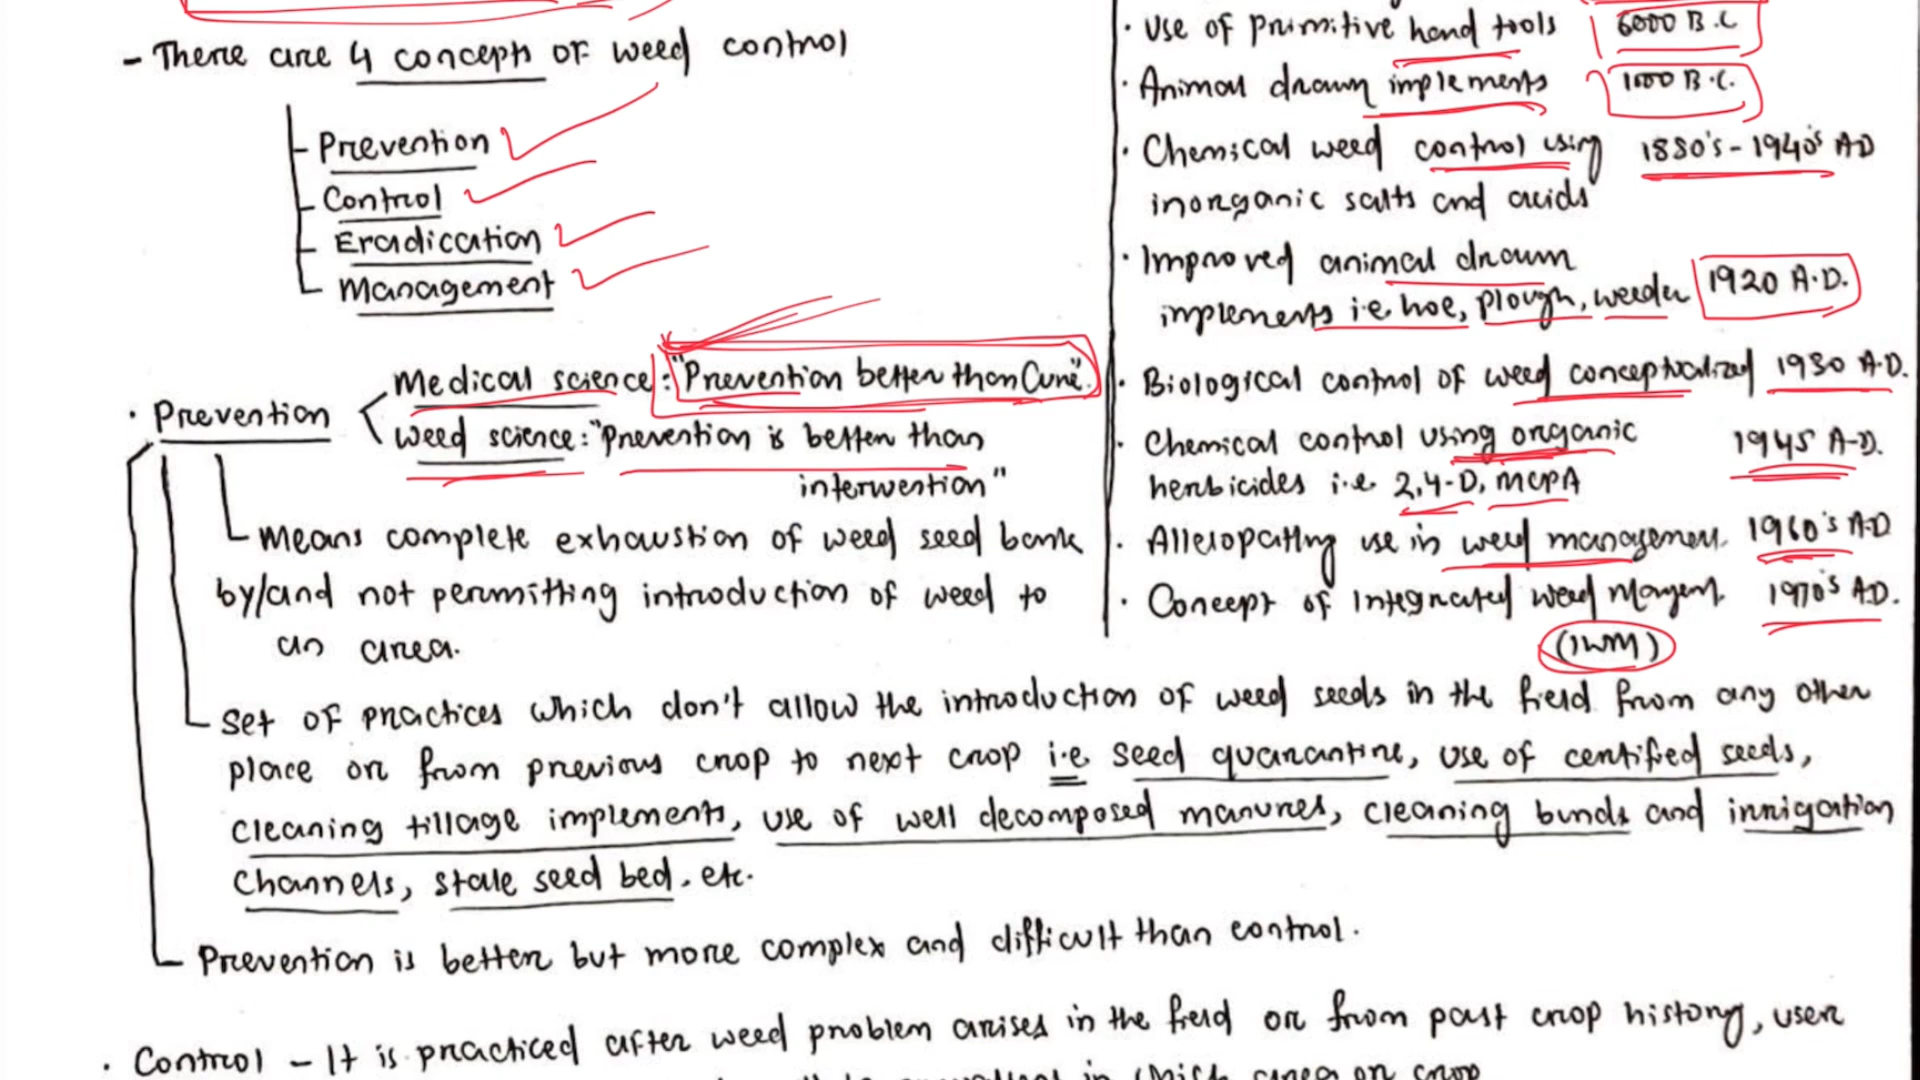 - There are 4 concepts of weed control
Prevention
Control
Eradication
Management
· Prevention
Medical science: "Prevention better than Cure".
Weed science: "Prevention is better than
interwention"
Means complete exhaustion of weed seed bank
by/and not permitting introduction of weed to
an area.
· Use of primitive hand tools 6000 B.C
· Animal drawn implements 1000 B.C.
· Chemical weed control using 1880's - 1940's AD
inorganic salts and acids
· Improved animal drawn
implements i.e. hoe, plough, weeder 1920 A.D.
· Biological control of weed conceptualized 1930 A.D.
· Chemical control using organic 1945 A.D.
herbicides i.e. 2,4-D, MCPA
· use in weed management 1960's A.D
· Concept of Integrated weed 1970's A.D.
(IWM)
Set of practices which don't allow the introduction of weed seeds in the field from any other
place or from previous crop to next crop i.e. seed quarantine, use of certified seeds,
cleaning tillage implements, use of well decomposed manures, cleaning bunds and irrigation
channels, stale seed bed. etc.
Prevention is better but more complex and difficult than control.
· Control - It is practiced after weed problem arises in the field or from past crop history, user
in which area or crop